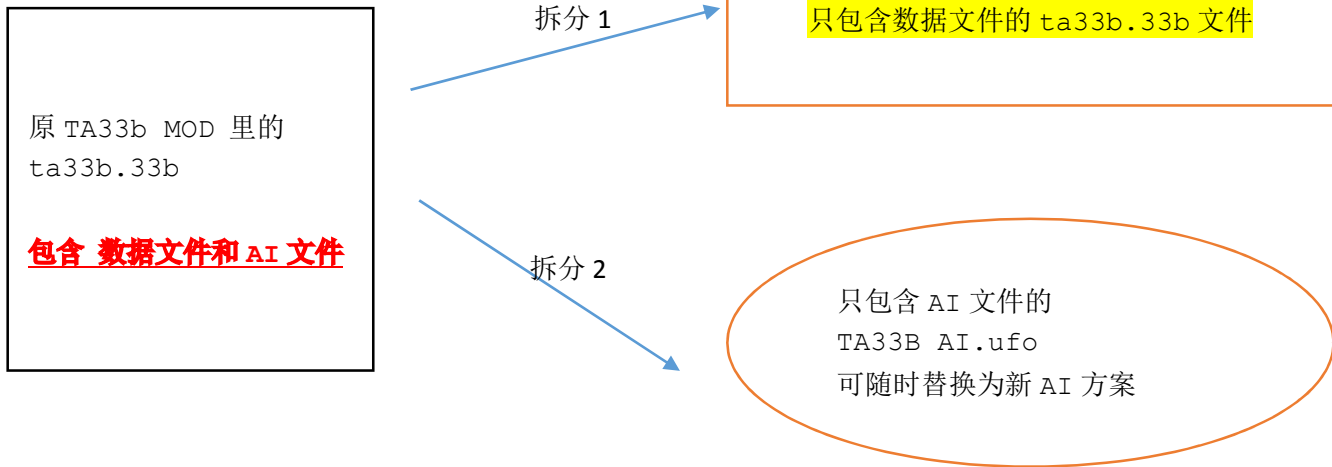 拆分 1
只包含数据文件的 ta33b.33b 文件
原 TA33b MOD 里的
ta33b.33b
包含 数据文件和 AI 文件
拆分 2
只包含 AI 文件的
TA33B AI.ufo
可随时替换为新 AI 方案